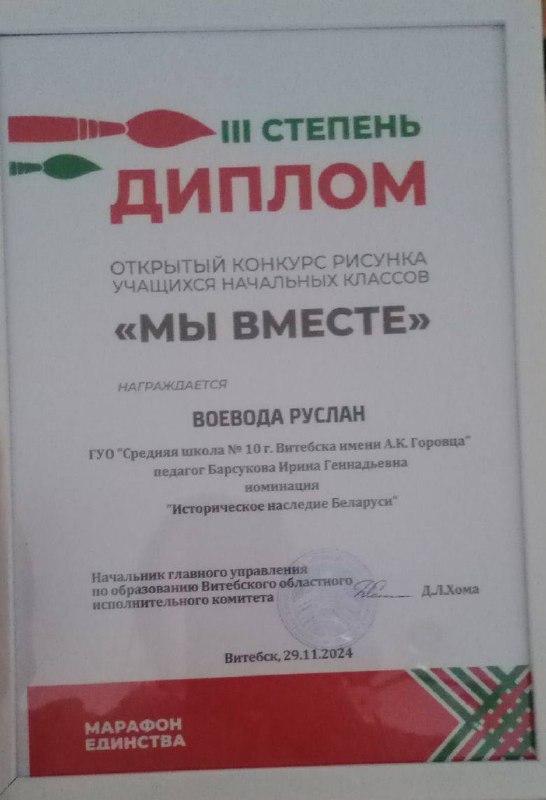 III СТЕПЕНЬ
ДИПЛОМ
ОТКРЫТЫЙ КОНКУРС РИСУНКА
УЧАЩИХСЯ НАЧАЛЬНЫХ КЛАССОВ
«МЫ ВМЕСТЕ»
НАГРАЖДАЕТСЯ
ВОЕВОДА РУСЛАН
ГУО "Средняя школа № 10 г. Витебска имени А.К. Горовца"
педагог Барсукова Ирина Геннадьевна
номинация
"Историческое наследие Беларуси"
Начальник главного управления
по образованию Витебского областного
исполнительного комитета
Д.Л.Хома
Витебск, 29.11.2024
МАРАФОН
ЕДИНСТВА